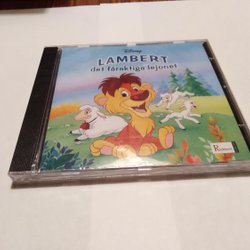 Disney
LAMBERT
det fåraktiga lejonet